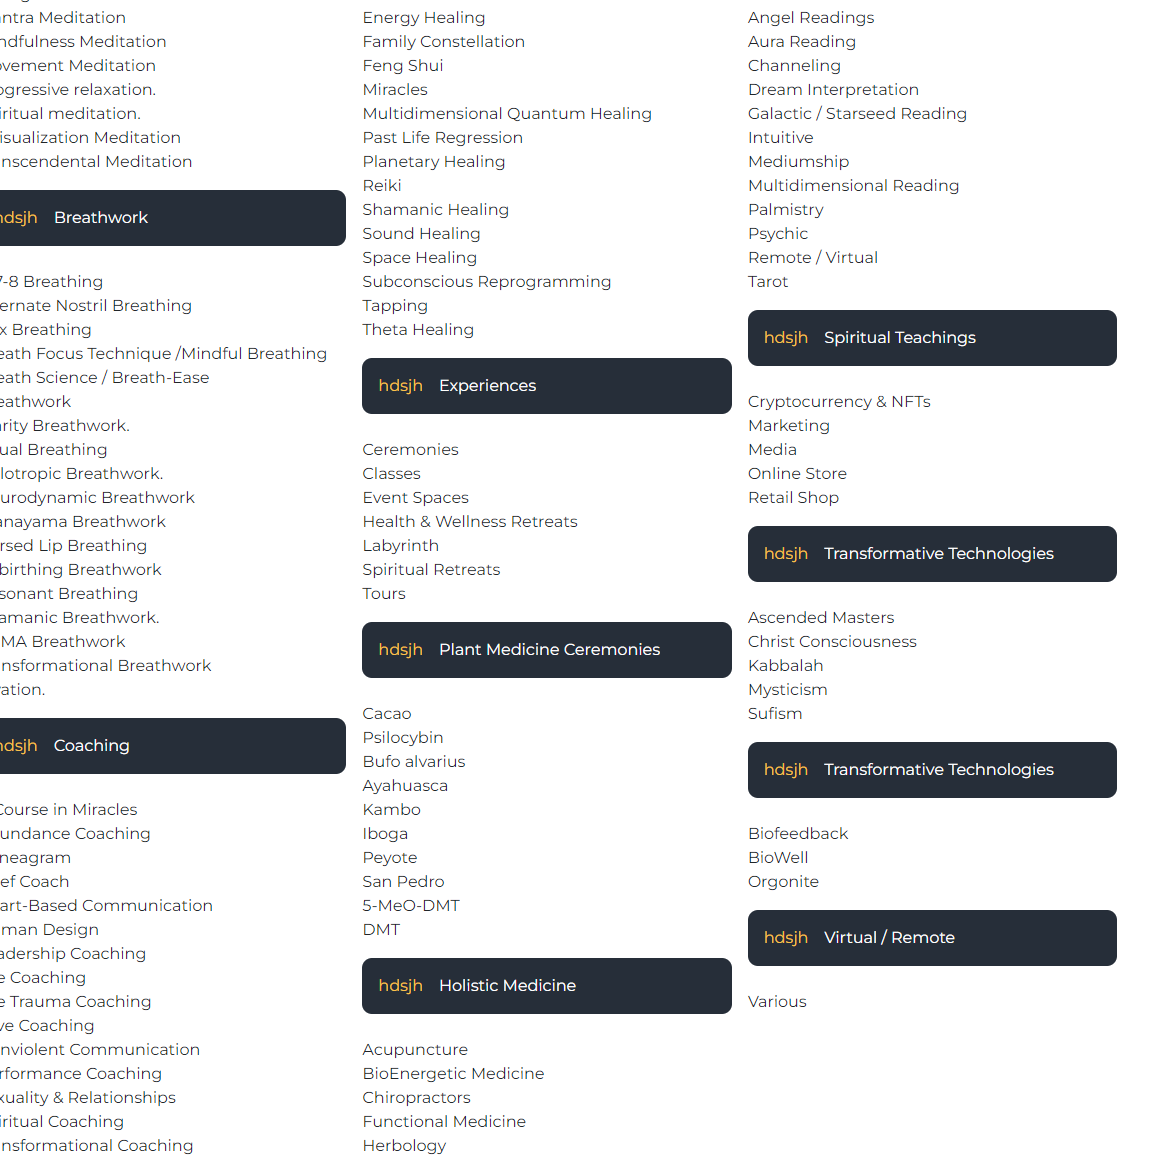 ntra Meditation
ndfulness Meditation
ovement Meditation
ogressive relaxation.
iritual meditation.
isualization Meditation
nscendental Meditation
hdsjh Breathwork
7-8 Breathing
ernate Nostril Breathing
x Breathing
eath Focus Technique /Mindful Breathing
eath Science / Breath-Ease
eathwork
arity Breathwork.
ual Breathing
lotropic Breathwork.
urodynamic Breathwork
anayama Breathwork
rsed Lip Breathing
birthing Breathwork
sonant Breathing
amanic Breathwork.
MA Breathwork
nsformational Breathwork
ation.
hdsjh Coaching
Course in Miracles
undance Coaching
neagram
ef Coach
art-Based Communication
man Design
adership Coaching
e Coaching
e Trauma Coaching
ve Coaching
nviolent Communication
rformance Coaching
xuality & Relationships
iritual Coaching
nsformational Coaching
Energy Healing
Family Constellation
Feng Shui
Miracles
Multidimensional Quantum Healing
Past Life Regression
Planetary Healing
Reiki
Shamanic Healing
Sound Healing
Space Healing
Subconscious Reprogramming
Tapping
Theta Healing
hdsjh Experiences
Ceremonies
Classes
Event Spaces
Health & Wellness Retreats
Labyrinth
Spiritual Retreats
Tours
hdsjh Plant Medicine Ceremonies
Cacao
Psilocybin
Bufo alvarius
Ayahuasca
Kambo
Iboga
Peyote
San Pedro
5-MeO-DMT
DMT
hdsjh Holistic Medicine
Acupuncture
BioEnergetic Medicine
Chiropractors
Functional Medicine
Herbology
Angel Readings
Aura Reading
Channeling
Dream Interpretation
Galactic / Starseed Reading
Intuitive
Mediumship
Multidimensional Reading
Palmistry
Psychic
Remote / Virtual
Tarot
hdsjh Spiritual Teachings
Cryptocurrency & NFTs
Marketing
Media
Online Store
Retail Shop
hdsjh Transformative Technologies
Ascended Masters
Christ Consciousness
Kabbalah
Mysticism
Sufism
hdsjh Transformative Technologies
Biofeedback
BioWell
Orgonite
hdsjh Virtual / Remote
Various